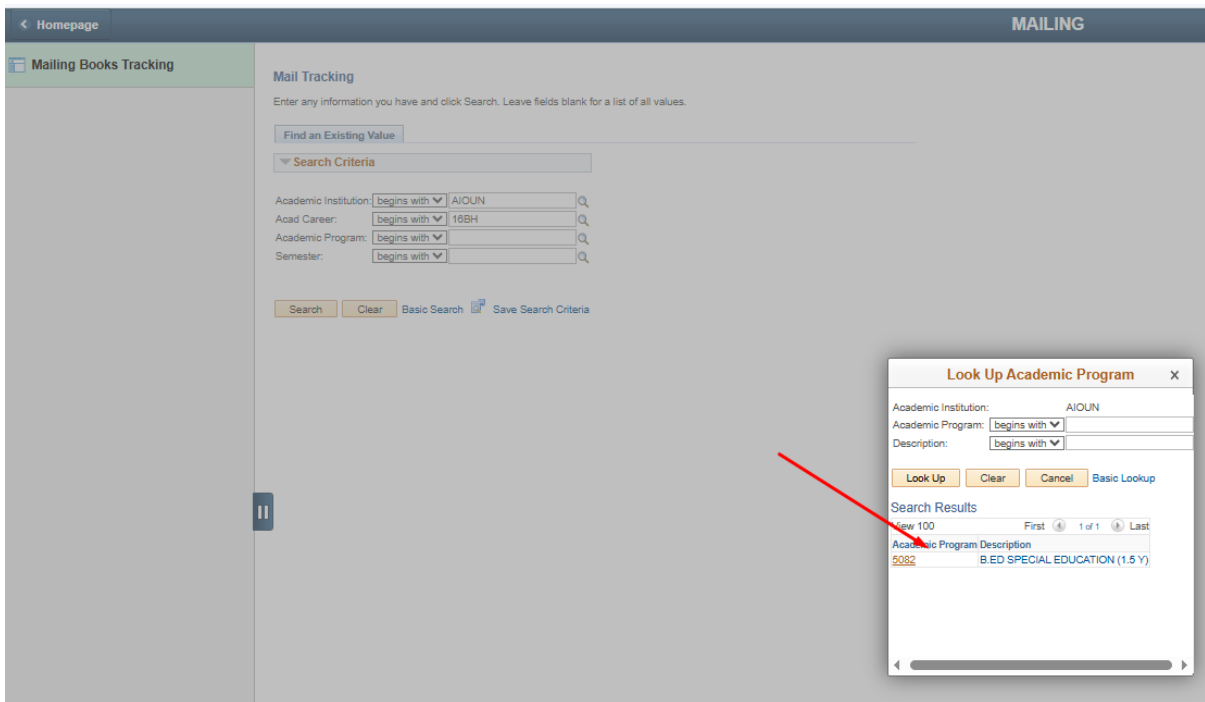 Homepage
MAILING
Mailing Books Tracking
Mail Tracking
Enter any information you have and click Search. Leave fields blank for a list of all values.
Find an Existing Value
Search Criteria
Academic Institution: begins with AIOUN
Acad Career: begins with 16BH
Academic Program: begins with
Semester: begins with
Search Clear Basic Search Save Search Criteria
Look Up Academic Program X
Academic Institution: AIOUN
Academic Program: begins with
Description: begins with
Look Up Clear Cancel Basic Lookup
Search Results
View 100 First 1 of 1 Last
Academic Program Description
5082 B.ED SPECIAL EDUCATION (1.5 Y)